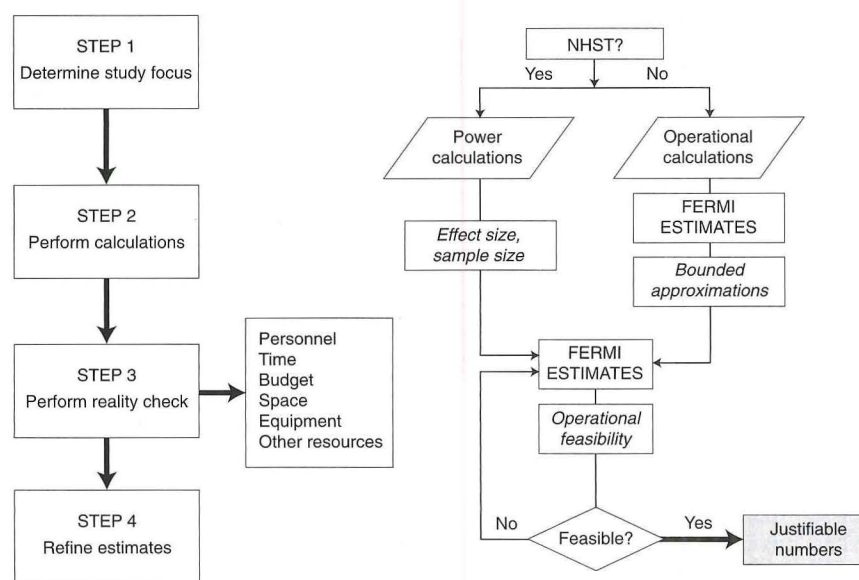 STEP 1
Determine study focus
STEP 2
Perform calculations
STEP 3
Perform reality check
Personnel
Time
Budget
Space
Equipment
Other resources
STEP 4
Refine estimates
NHST?
Yes
No
Power
calculations
Operational
calculations
Effect size,
sample size
FERMI
ESTIMATES
Bounded
approximations
FERMI
ESTIMATES
Operational
feasibility
No
Feasible?
Yes
Justifiable
numbers